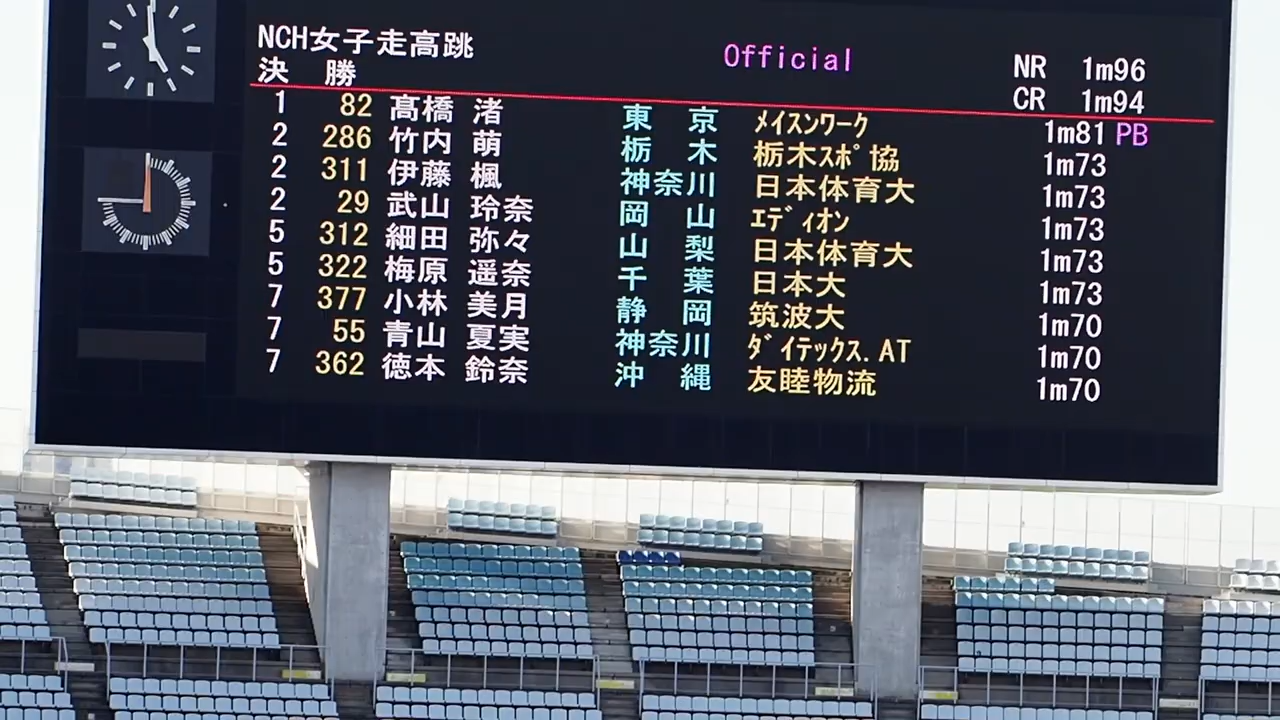 NCH女子走高跳 Official NR 1m96
決 勝 CR 1m94
1 82 髙橋 渚 東 京 メイスンワーク 1m81 PB
2 286 竹内 萌 栃 木 栃木スポ協 1m73
2 311 伊藤 楓 神奈川 日本体育大 1m73
2 29 武山 玲奈 岡 山 エディオン 1m73
5 312 細田 弥々 山 梨 日本体育大 1m73
5 322 梅原 遥奈 千 葉 日本大 1m73
7 377 小林 美月 静 岡 筑波大 1m70
7 55 青山 夏実 神奈川 ダイテックス.AT 1m70
7 362 徳本 鈴奈 沖 縄 友睦物流 1m70